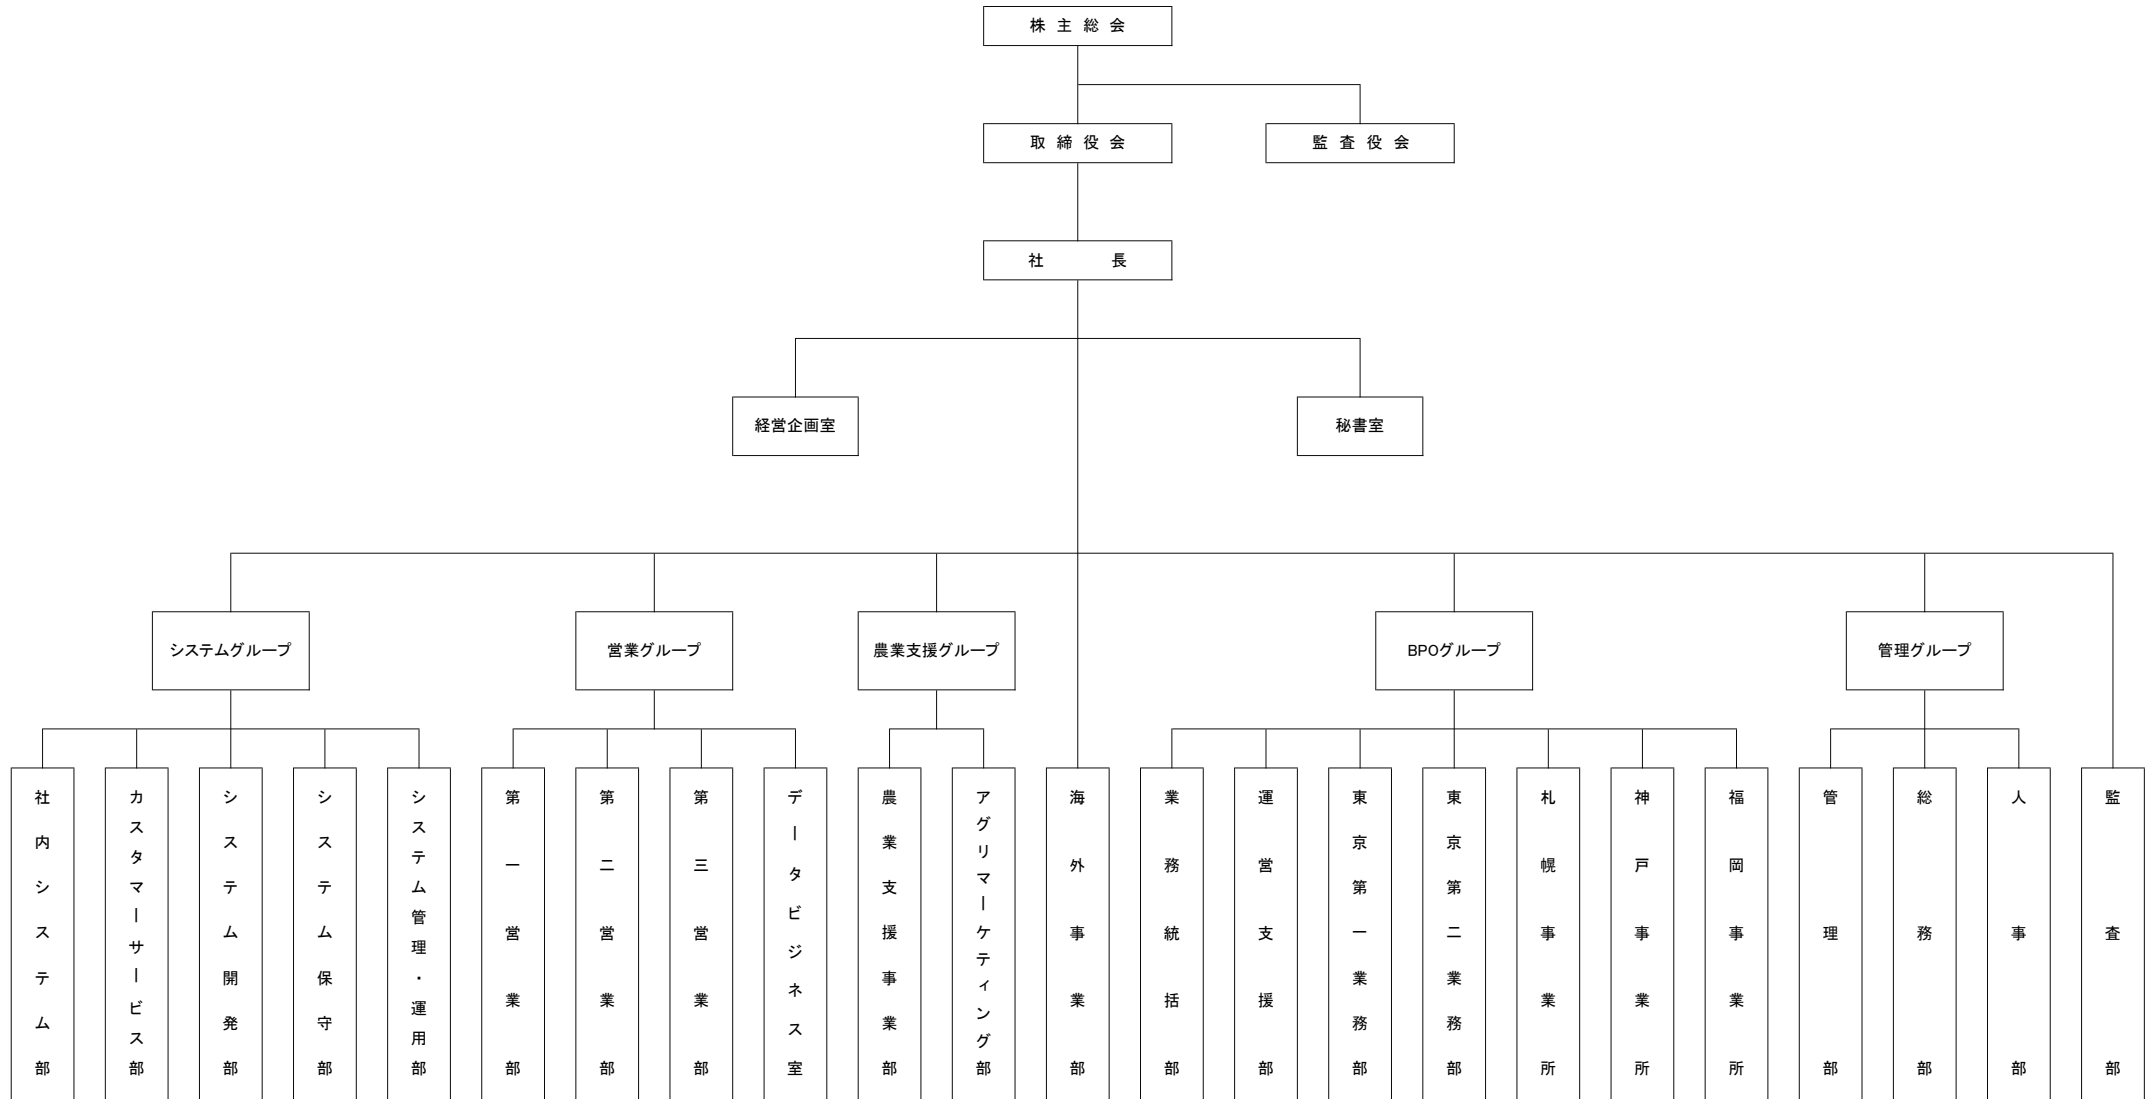 株主総会
取締役会
監査役会
社長
経営企画室
秘書室
システムグループ
営業グループ
農業支援グループ
BPOグループ
管理グループ
社内システム部
カスタマーサービス部
システム開発部
システム保守部
システム管理・運用部
第一営業部
第二営業部
第三営業部
データビジネス室
農業支援事業部
アグリマーケティング部
海外事業部
業務統括部
運営支援部
東京第一業務部
東京第二業務部
札幌事業所
神戸事業所
福岡事業所
管理部
総務部
人事部
監査部